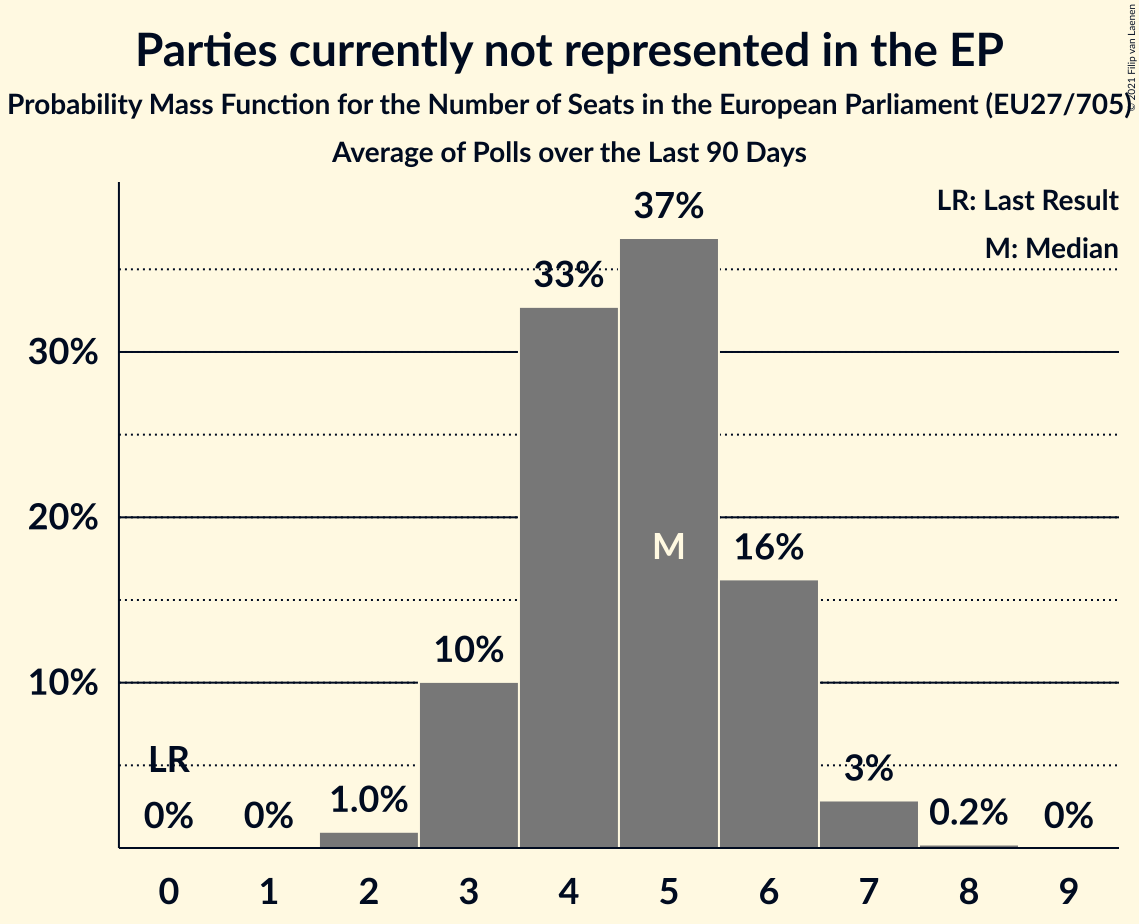 Parties currently not represented in the EP
Probability Mass Function for the Number of Seats in the European Parliament (EU27/705)
Average of Polls over the Last 90 Days
© 2021 Filip van Laenen
LR: Last Result
M: Median
37%
33%
30%
20%
M
16%
10%
10%
LR
3%
0%
0%
1.0%
0.2%
0%
0 1 2 3 4 5 6 7 8 9